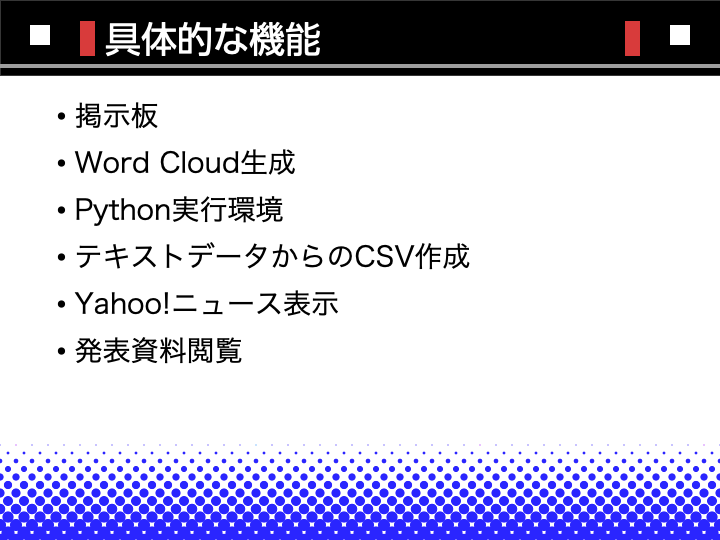 具体的な機能
• 掲示板
• Word Cloud生成
• Python実行環境
• テキストデータからのCSV作成
• Yahoo!ニュース表示
• 発表資料閲覧